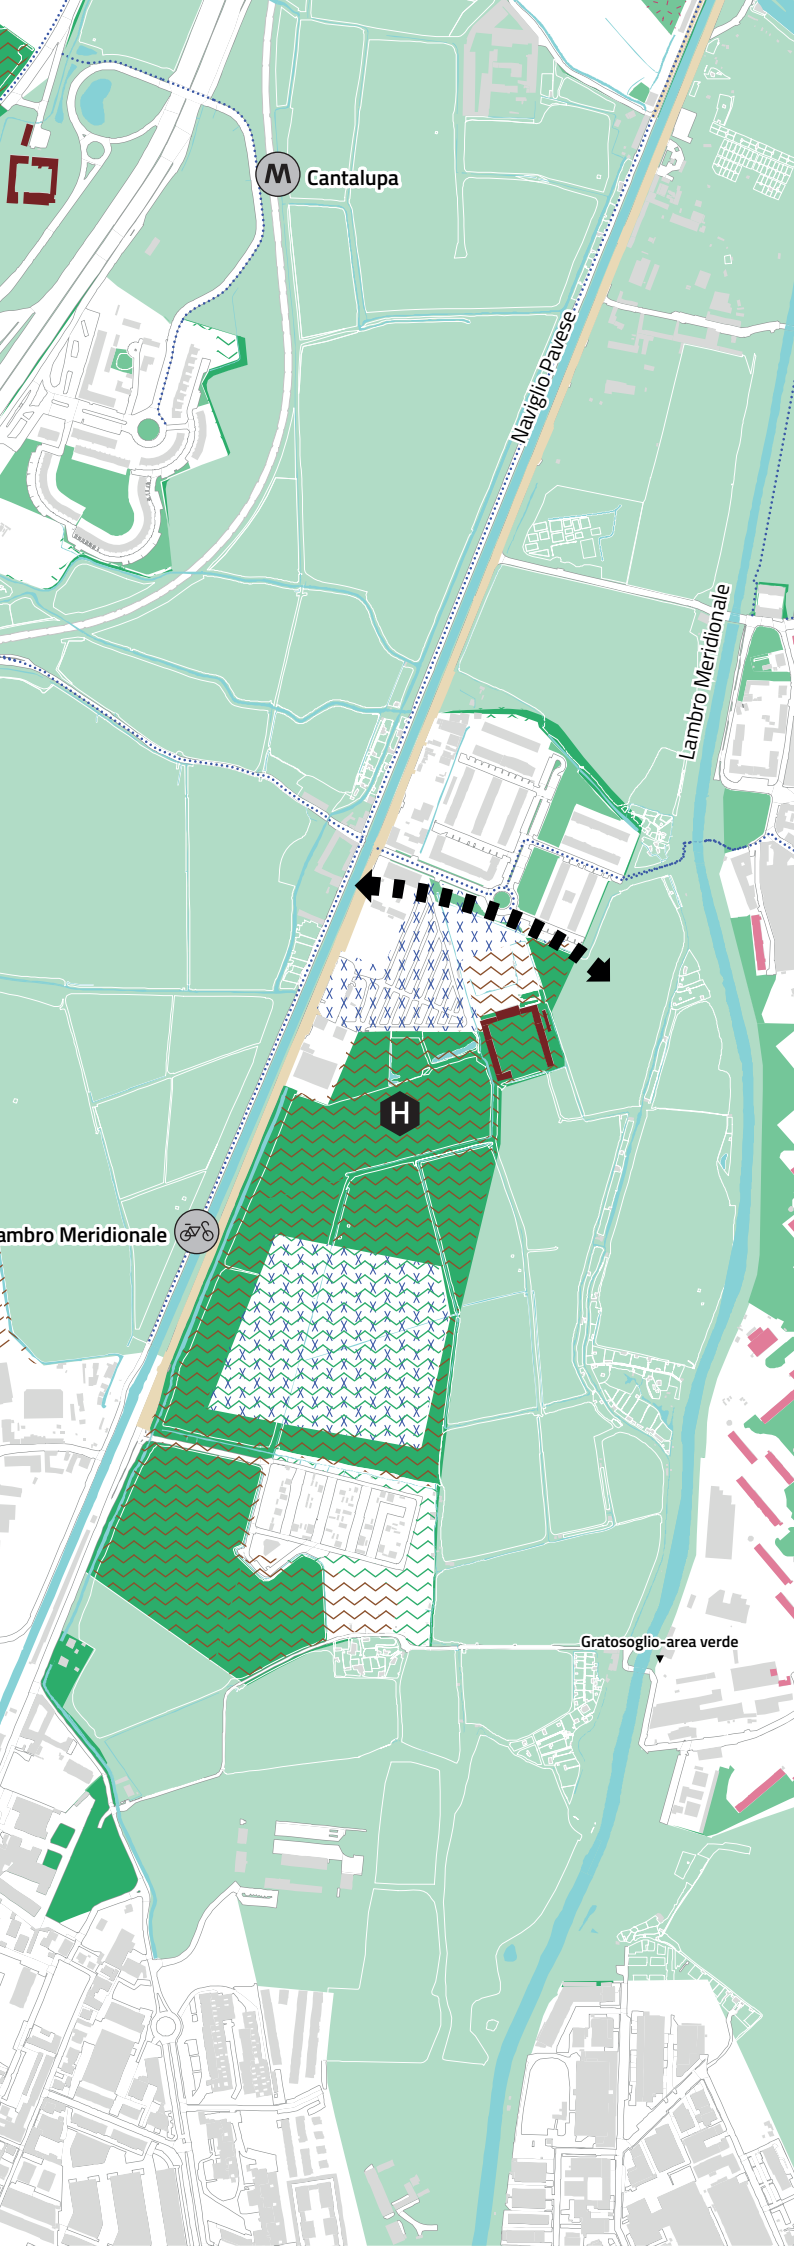 M Cantalupa
Naviglio Pavese
Lambro Meridionale
H
ambro Meridionale
Gratosoglio-area verde